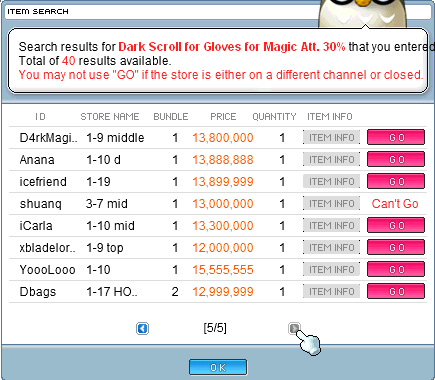 ITEM SEARCH
Search results for Dark Scroll for Gloves for Magic Att. 30% that you entered
Total of 40 results available.
You may not use "GO" if the store is either on a different channel or closed.
ID STORE NAME BUNDLE PRICE QUANTITY ITEM INFO
D4rkMagi.. 1-9 middle 1 13,800,000 1 ITEM INFO GO
Anana 1-10 d 1 13,888,888 1 ITEM INFO GO
icefriend 1-19 1 13,899,999 1 ITEM INFO GO
shuanq 3-7 mid 1 13,000,000 1 ITEM INFO Can't Go
iCarla 1-10 mid 1 13,300,000 1 ITEM INFO GO
xbladelor.. 1-9 top 1 12,000,000 1 ITEM INFO GO
YoooLooo 1-10 1 15,555,555 1 ITEM INFO GO
Dbags 1-17 HO.. 2 12,999,999 1 ITEM INFO GO
[5/5]
OK